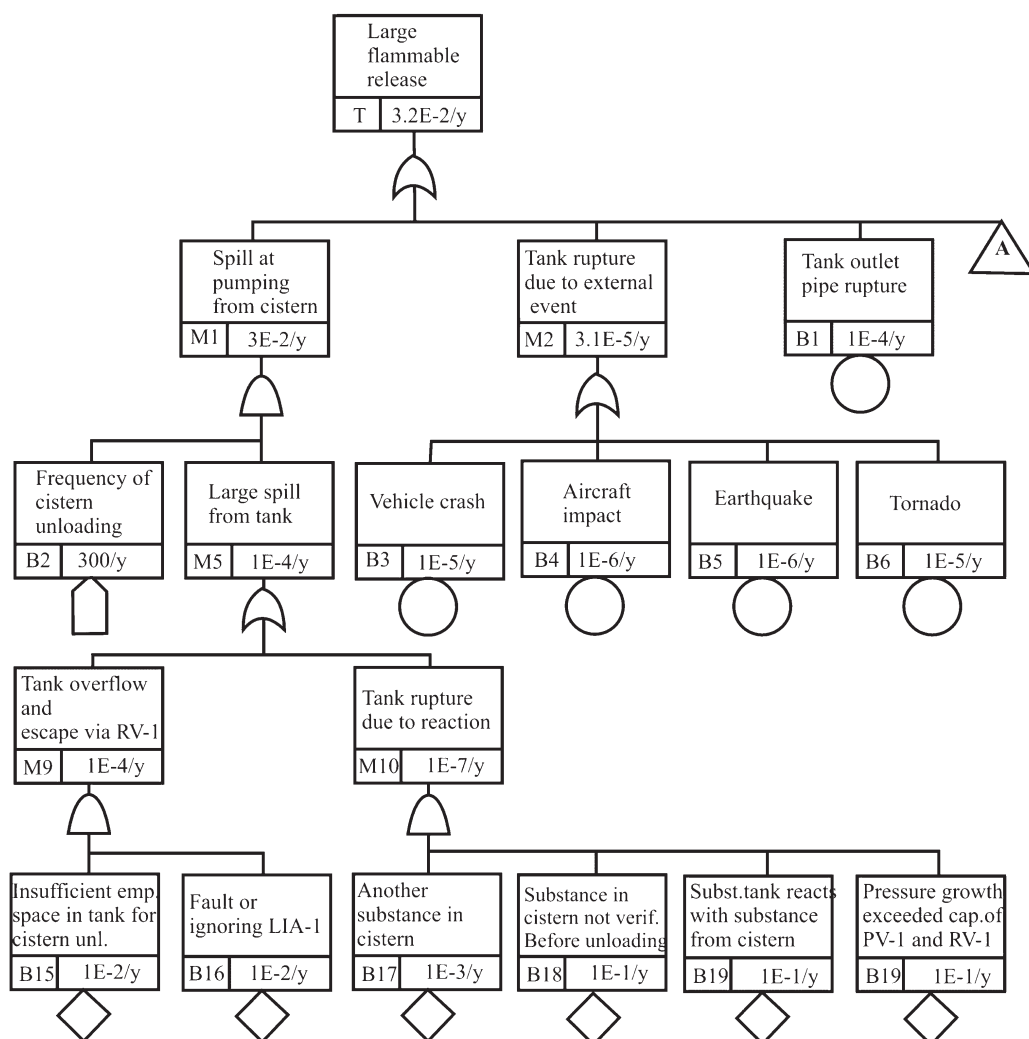 Large
flammable
release
T 3.2E-2/y
Spill at
pumping
from cistern
M1 3E-2/y
Tank rupture
due to external
event
M2 3.1E-5/y
Tank outlet
pipe rupture
B1 1E-4/y
A
Frequency of
cistern
unloading
B2 300/y
Large spill
from tank
M5 1E-4/y
Vehicle crash
B3 1E-5/y
Aircraft
impact
B4 1E-6/y
Earthquake
B5 1E-6/y
Tornado
B6 1E-5/y
Tank overflow
and
escape via RV-1
M9 1E-4/y
Tank rupture
due to reaction
M10 1E-7/y
Insufficient emp.
space in tank for
cistern unl.
B15 1E-2/y
Fault or
ignoring LIA-1
B16 1E-2/y
Another
substance in
cistern
B17 1E-3/y
Substance in
cistern not verif.
Before unloading
B18 1E-1/y
Subst.tank reacts
with substance
from cistern
B19 1E-1/y
Pressure growth
exceeded cap.of
PV-1 and RV-1
B19 1E-1/y